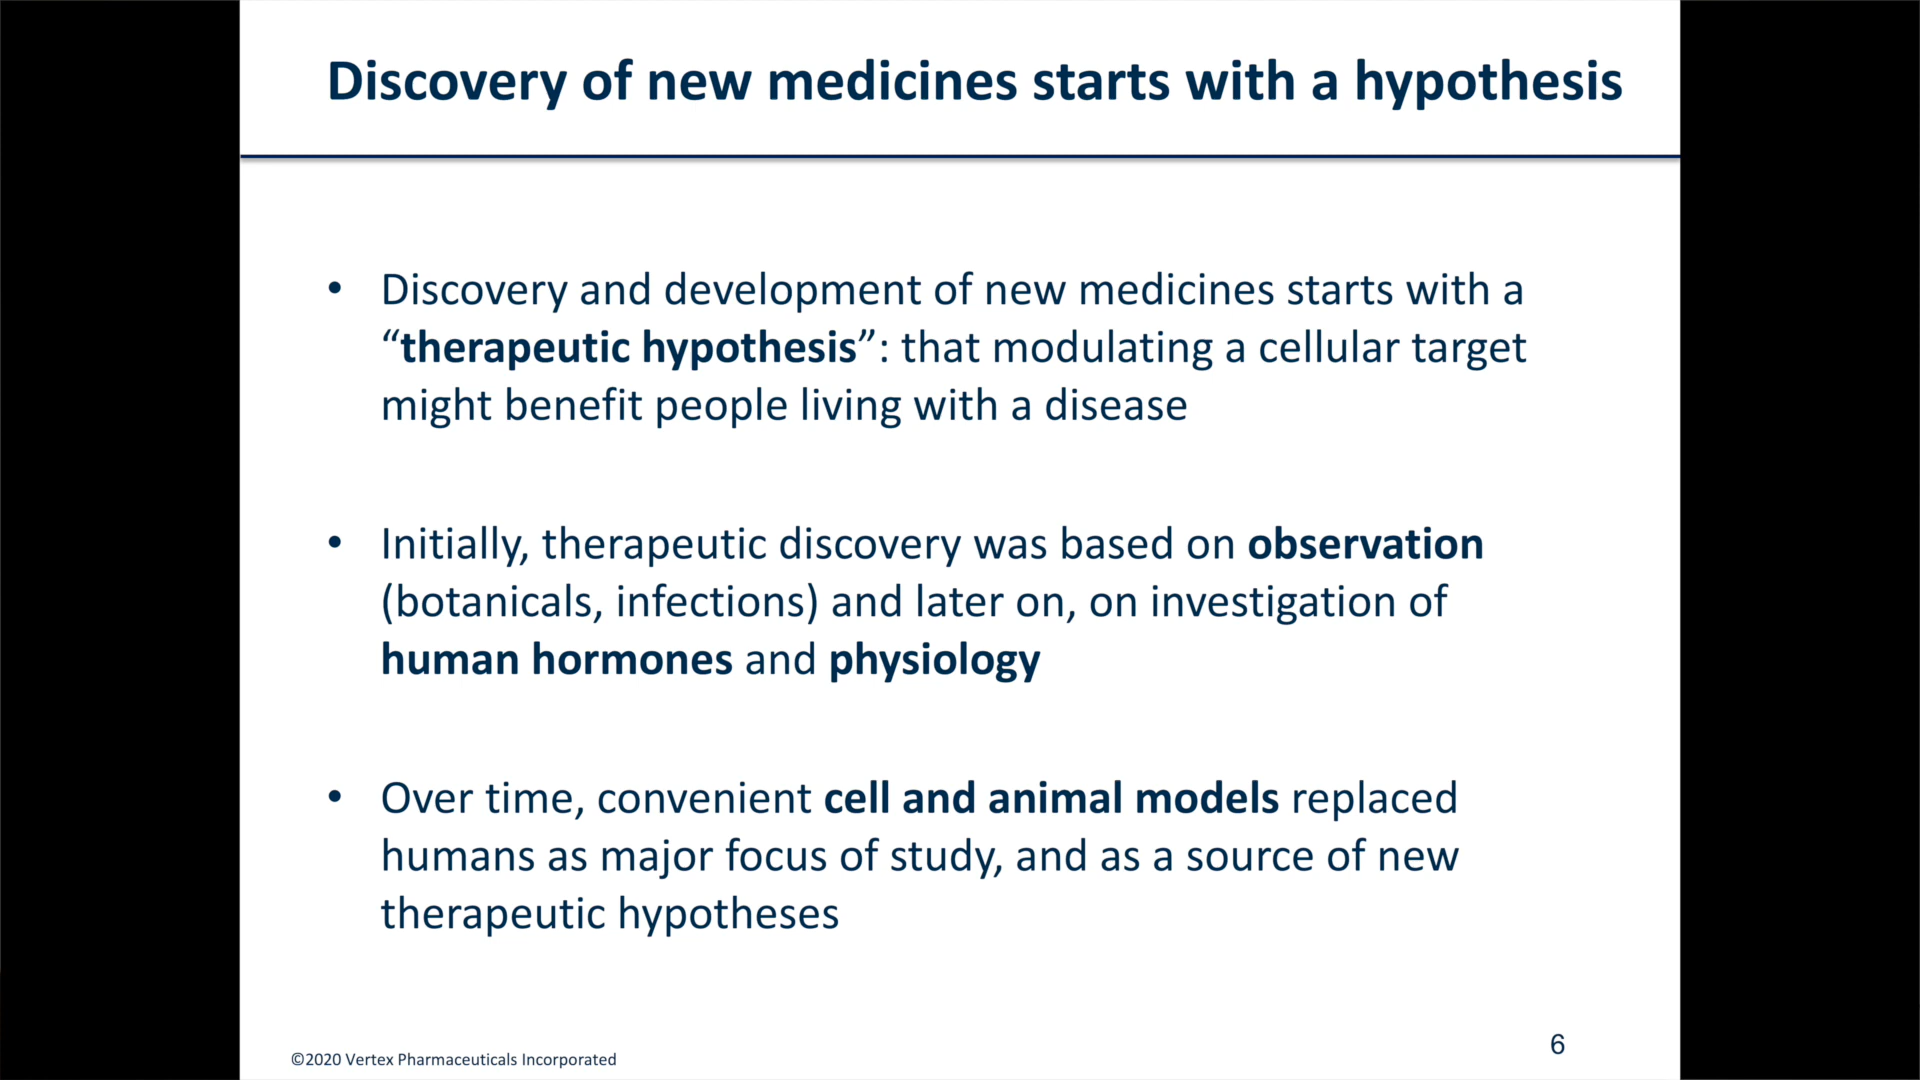 Discovery of new medicines starts with a hypothesis
• Discovery and development of new medicines starts with a
“therapeutic hypothesis”: that modulating a cellular target
might benefit people living with a disease
• Initially, therapeutic discovery was based on observation
(botanicals, infections) and later on, on investigation of
human hormones and physiology
• Over time, convenient cell and animal models replaced
humans as major focus of study, and as a source of new
therapeutic hypotheses
©2020 Vertex Pharmaceuticals Incorporated
6